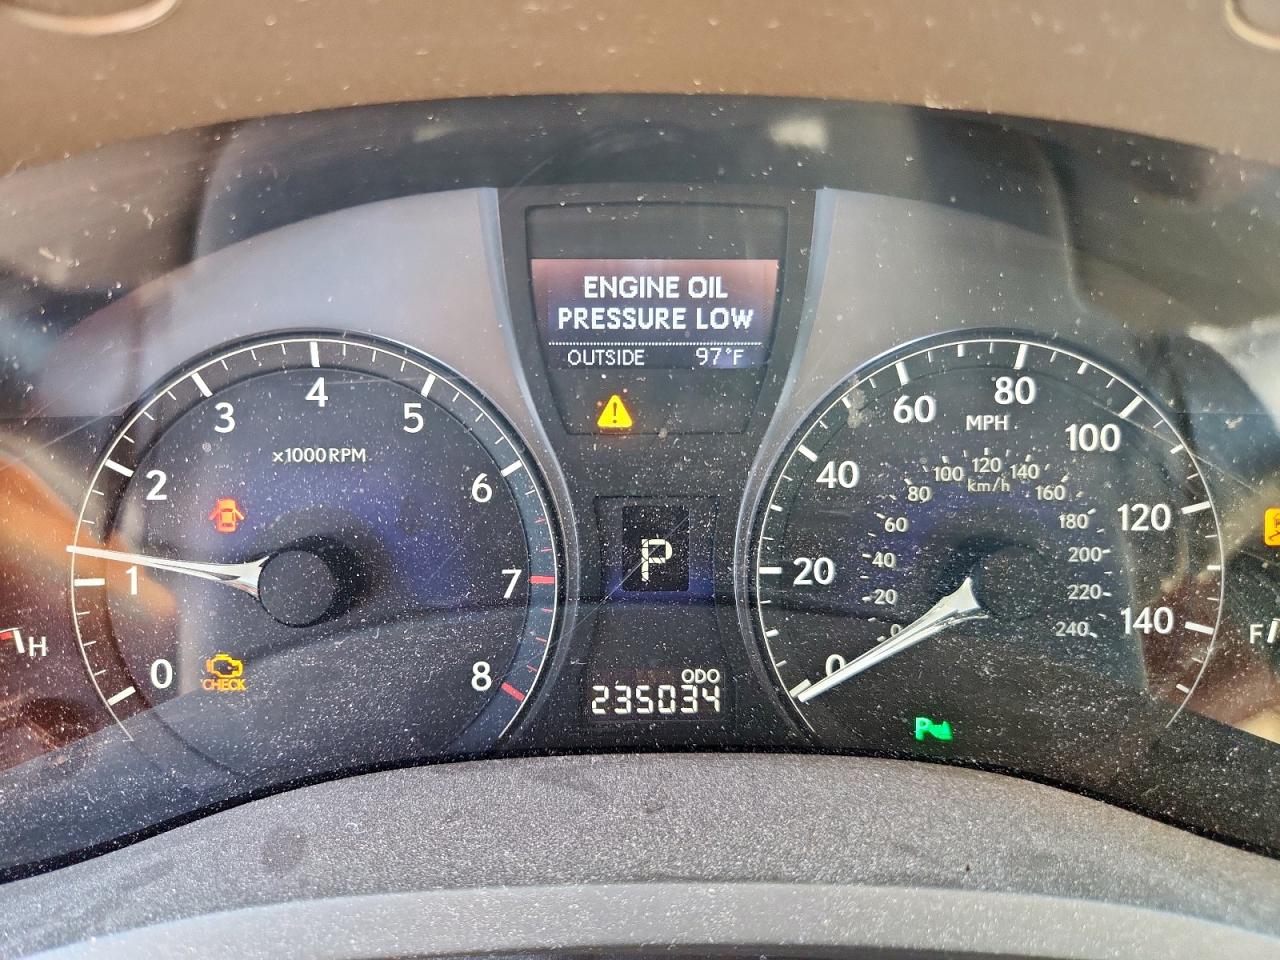 ENGINE OIL
PRESSURE LOW
OUTSIDE 97°F
0 1 2 3 4 5 6 7 8
x1000RPM
CHECK
H
P
ODO
235034
0 20 40 60 80 100 120 140
MPH
0 20 40 60 80 100 120 140 160 180 200 220 240
km/h
P
F